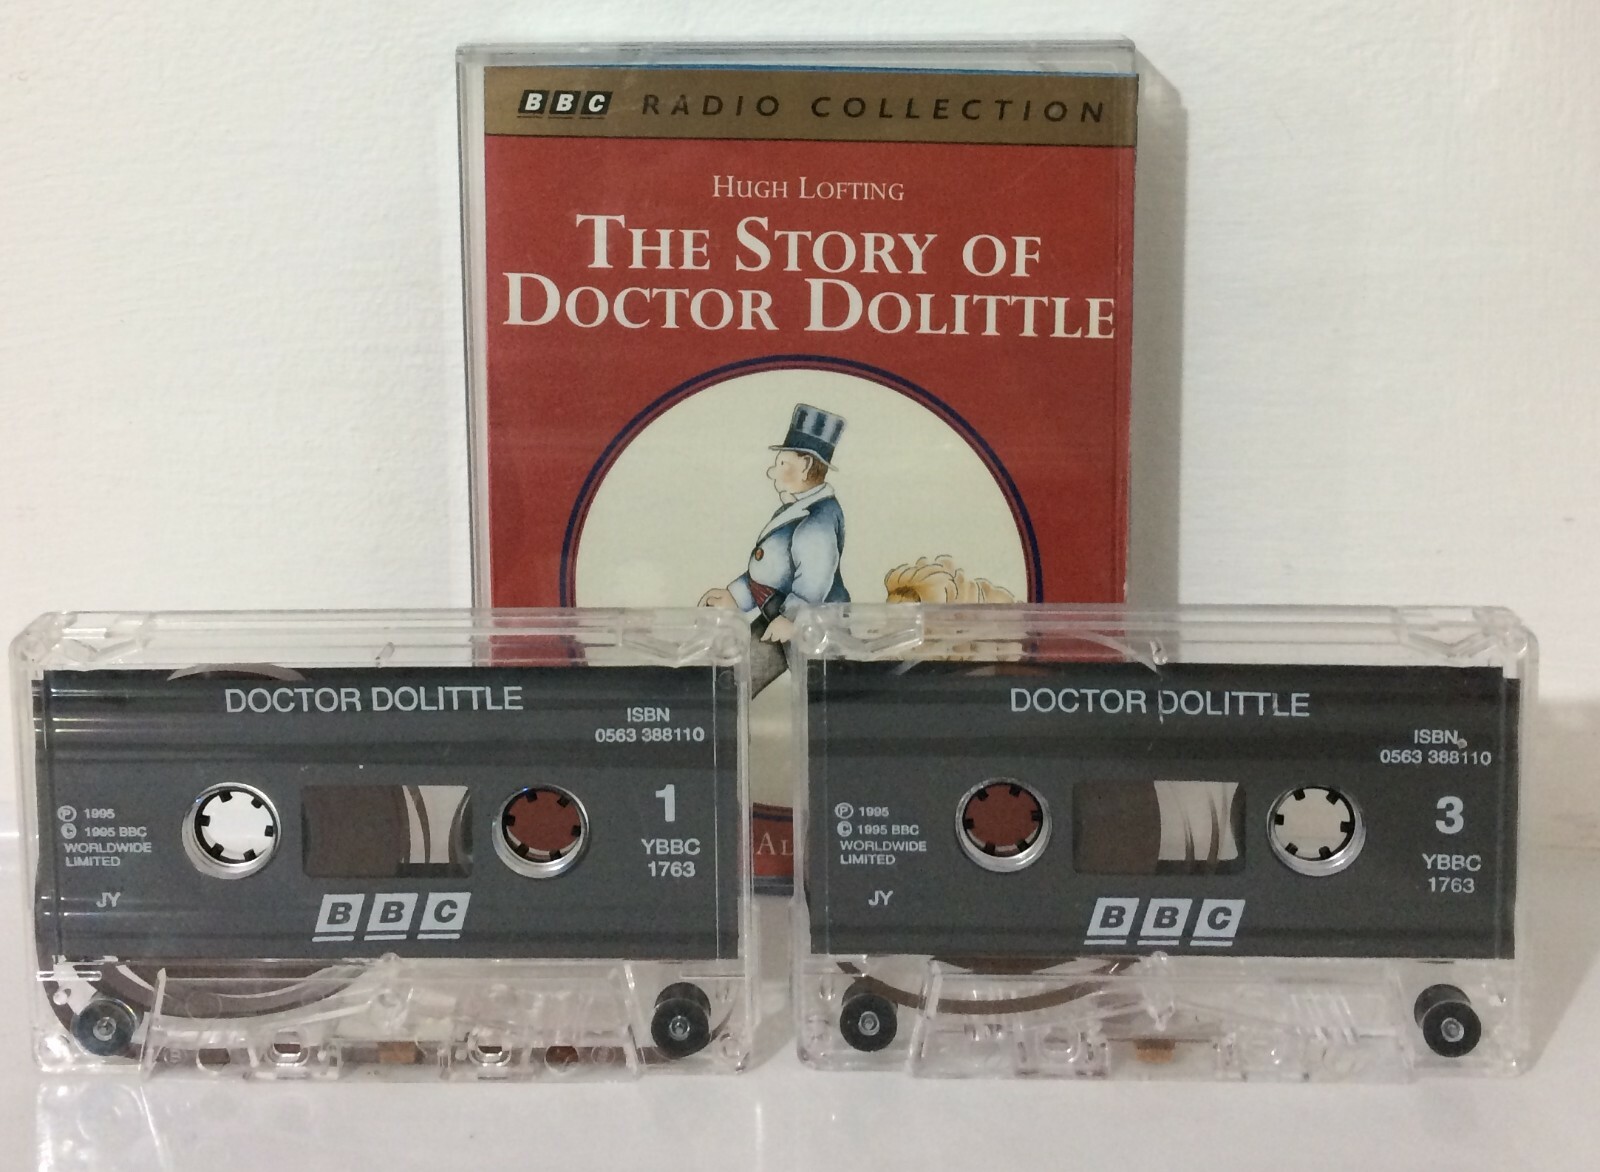 BBC RADIO COLLECTION
HUGH LOFTING
THE STORY OF
DOCTOR DOLITTLE
AL
DOCTOR DOLITTLE
ISBN
0563 388110
1
YBBC
1763
Ⓟ 1995
© 1995 BBC
WORLDWIDE
LIMITED
JY
BBC
DOCTOR DOLITTLE
ISBN
0563 388110
3
YBBC
1763
Ⓟ 1995
© 1995 BBC
WORLDWIDE
LIMITED
JY
BBC